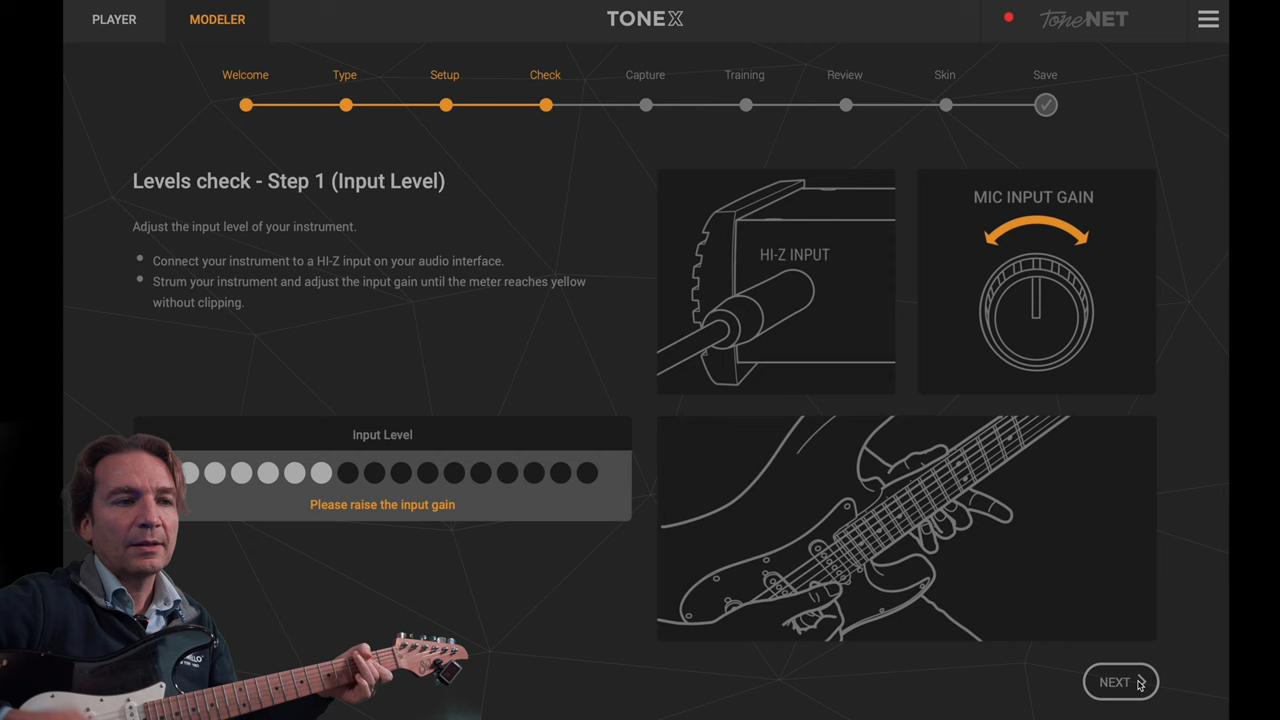 PLAYER MODELER TONEX ToneNET
Welcome Type Setup Check Capture Training Review Skin Save
Levels check - Step 1 (Input Level)
Adjust the input level of your instrument.
Connect your instrument to a HI-Z input on your audio interface.
Strum your instrument and adjust the input gain until the meter reaches yellow
without clipping.
HI-Z INPUT
MIC INPUT GAIN
Input Level
Please raise the input gain
NEXT